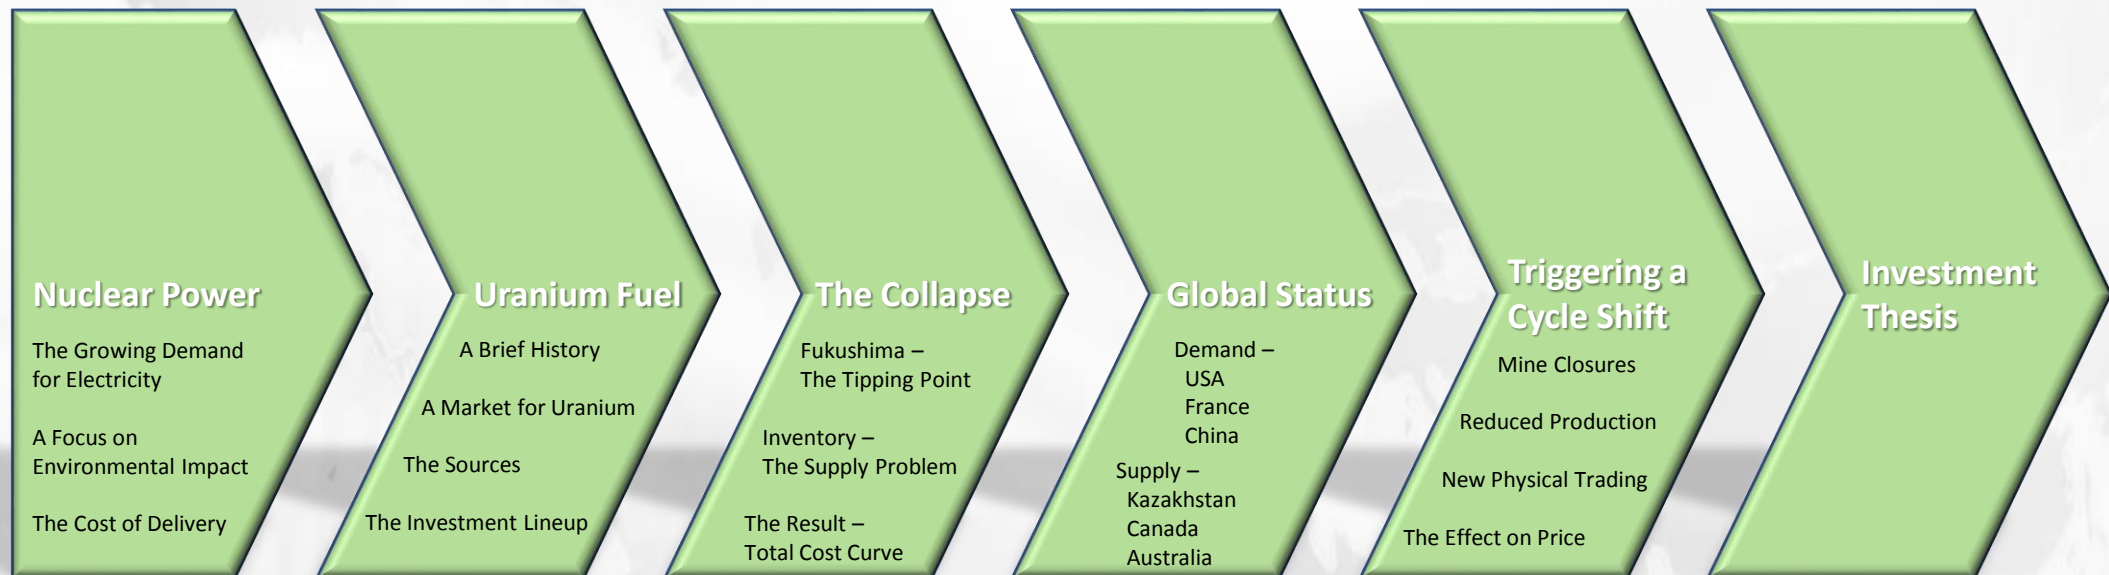 Nuclear Power
The Growing Demand
for Electricity
A Focus on
Environmental Impact
The Cost of Delivery
Uranium Fuel
A Brief History
A Market for Uranium
The Sources
The Investment Lineup
The Collapse
Fukushima –
The Tipping Point
Inventory –
The Supply Problem
The Result –
Total Cost Curve
Global Status
Demand –
USA
France
China
Supply –
Kazakhstan
Canada
Australia
Triggering a
Cycle Shift
Mine Closures
Reduced Production
New Physical Trading
The Effect on Price
Investment
Thesis